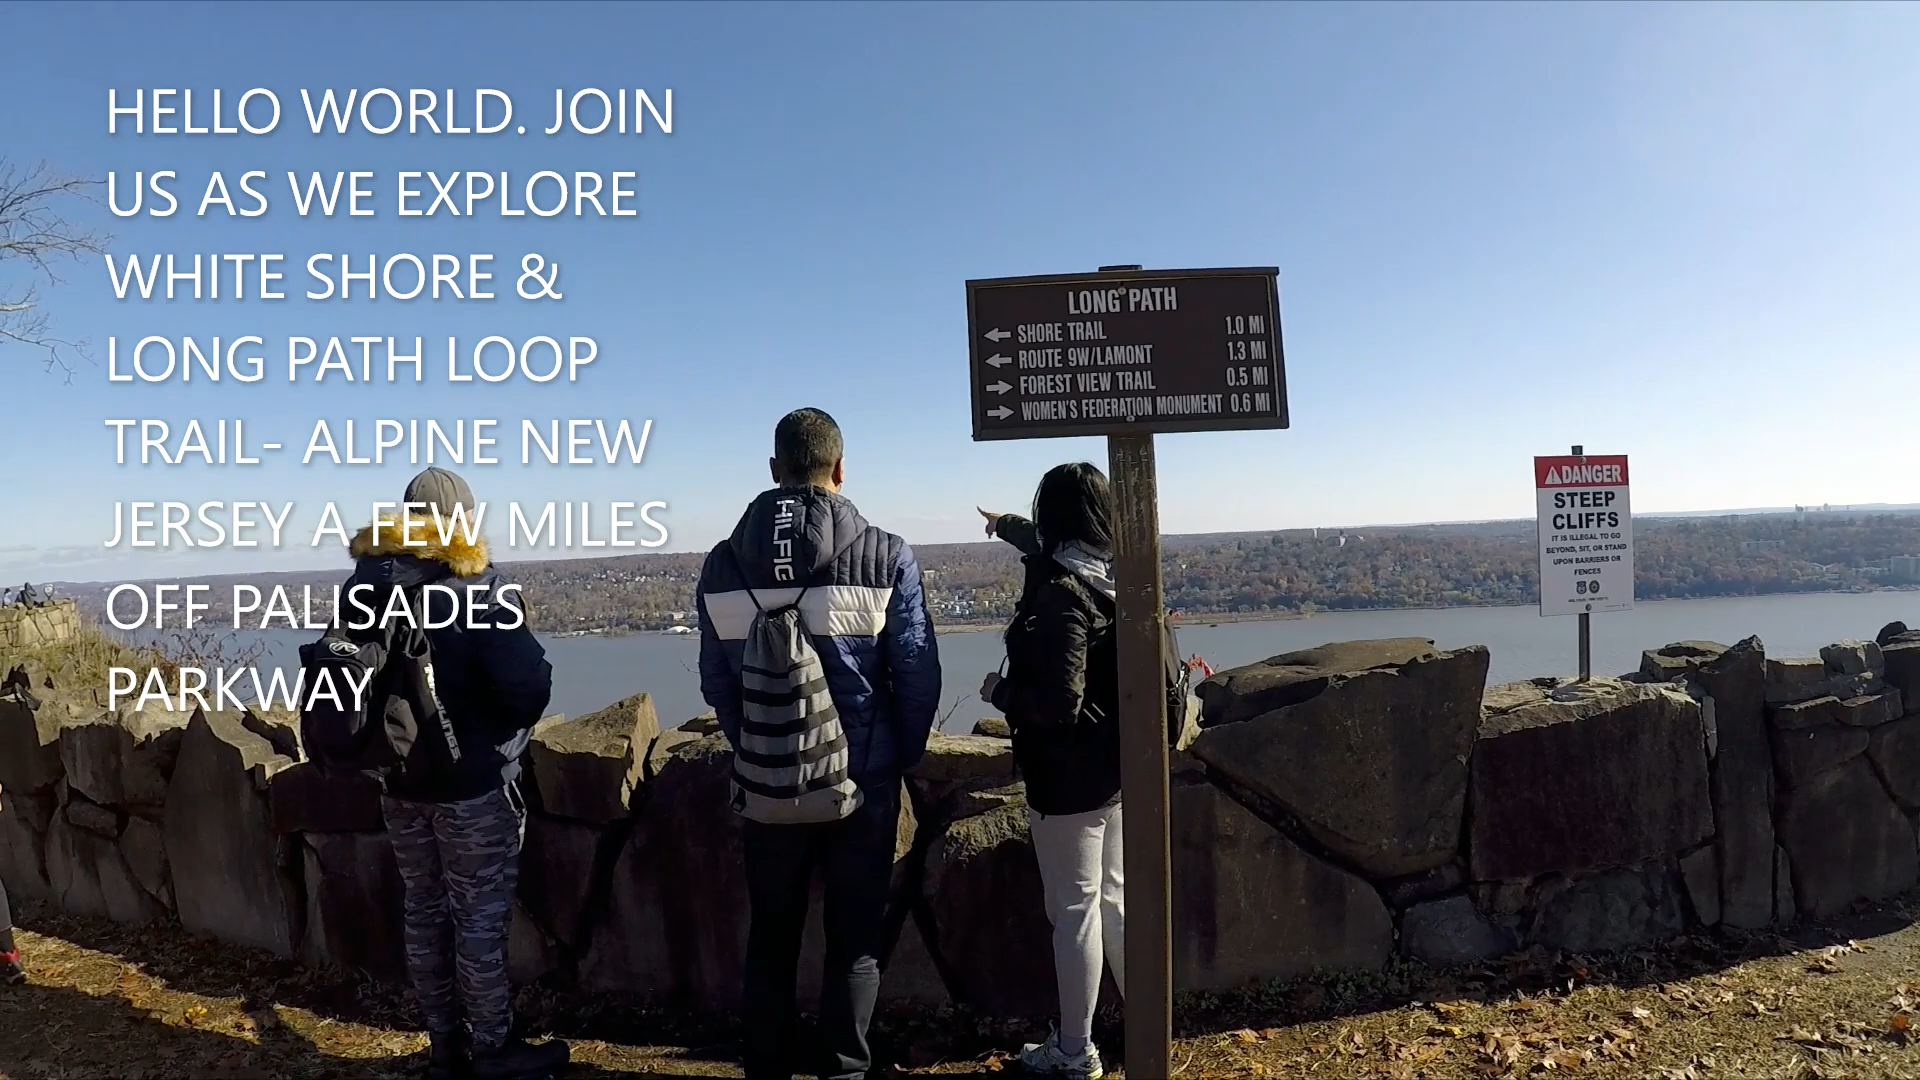 HELLO WORLD. JOIN
US AS WE EXPLORE
WHITE SHORE &
LONG PATH LOOP
TRAIL- ALPINE NEW
JERSEY A FEW MILES
OFF PALISADES
PARKWAY
LONG PATH
← SHORE TRAIL 1.0 MI
← ROUTE 9W/LAMONT 1.3 MI
→ FOREST VIEW TRAIL 0.5 MI
→ WOMEN'S FEDERATION MONUMENT 0.6 MI
DANGER
STEEP
CLIFFS
IT IS ILLEGAL TO GO
BEYOND, SIT, OR STAND
UPON BARRIERS OR
FENCES